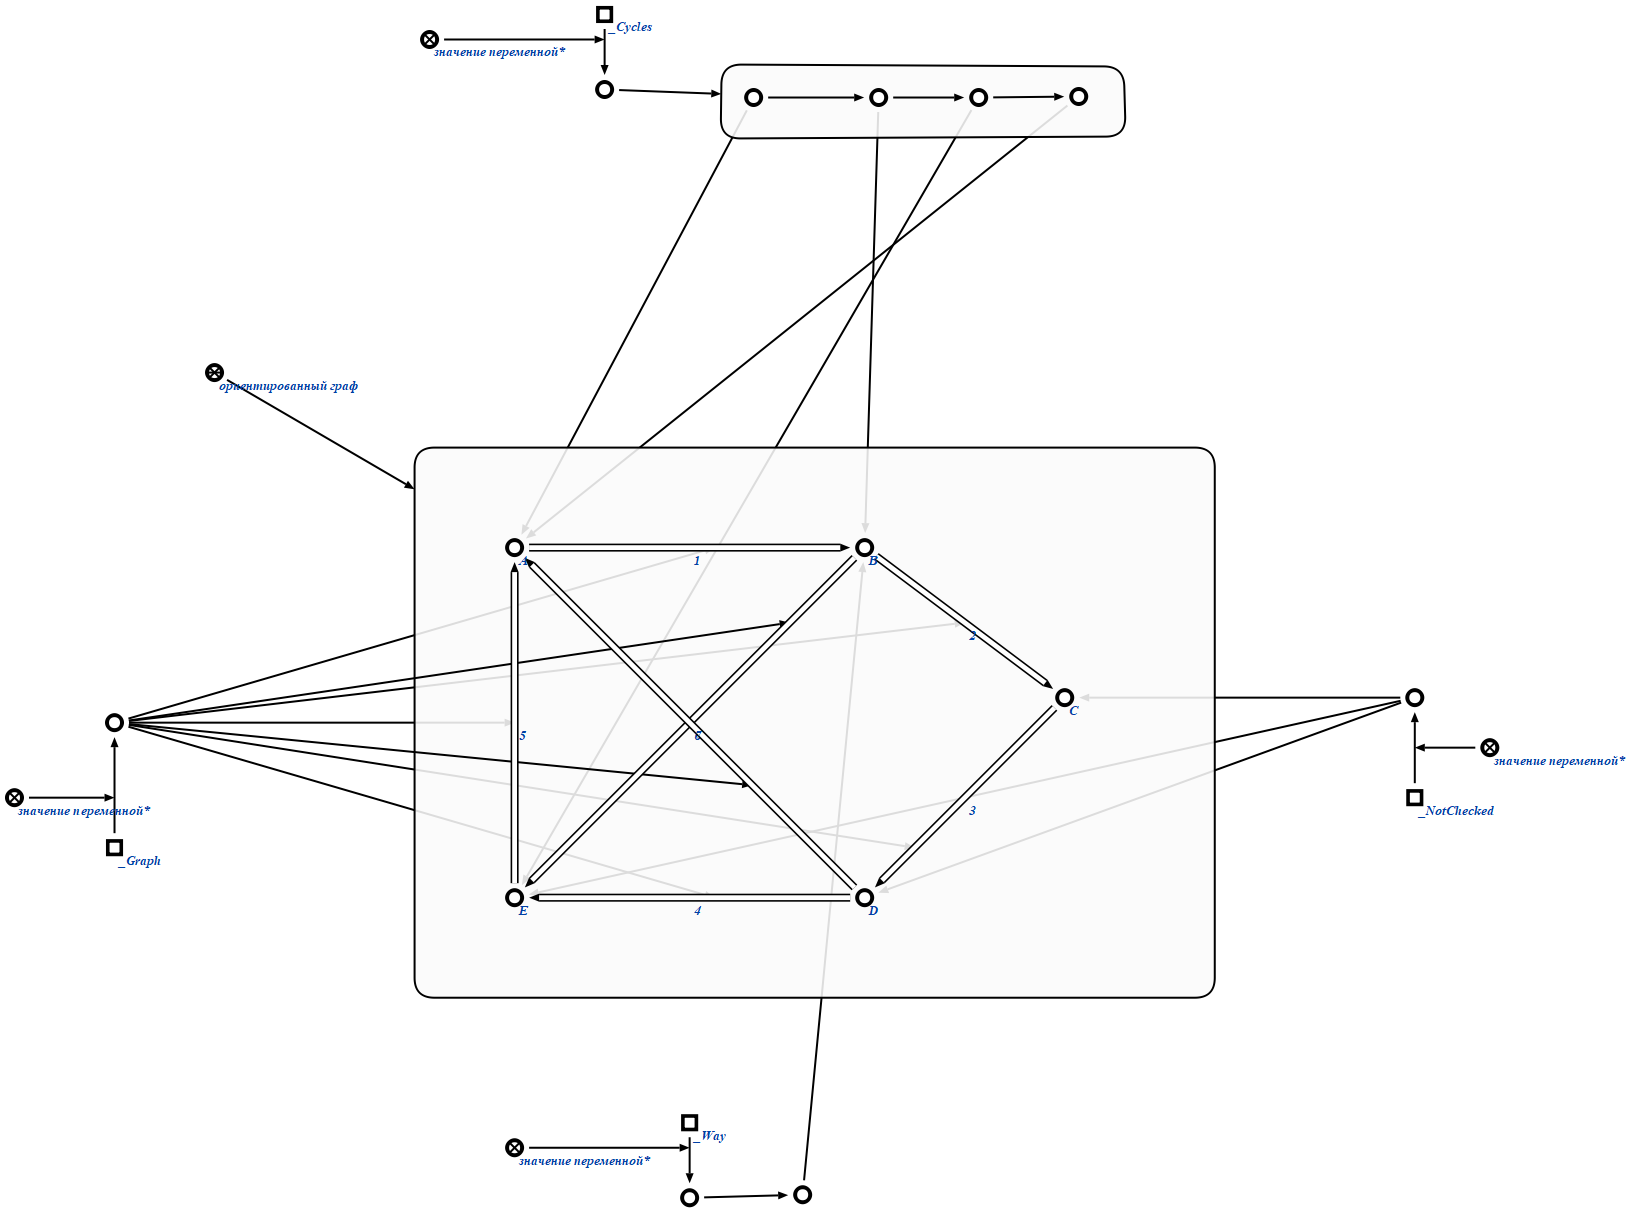 _Cycles
значение переменной*
ориентированный граф
A
1
B
2
5
6
C
значение переменной*
значение переменной*
3
_NotChecked
_Graph
E
4
D
_Way
значение переменной*